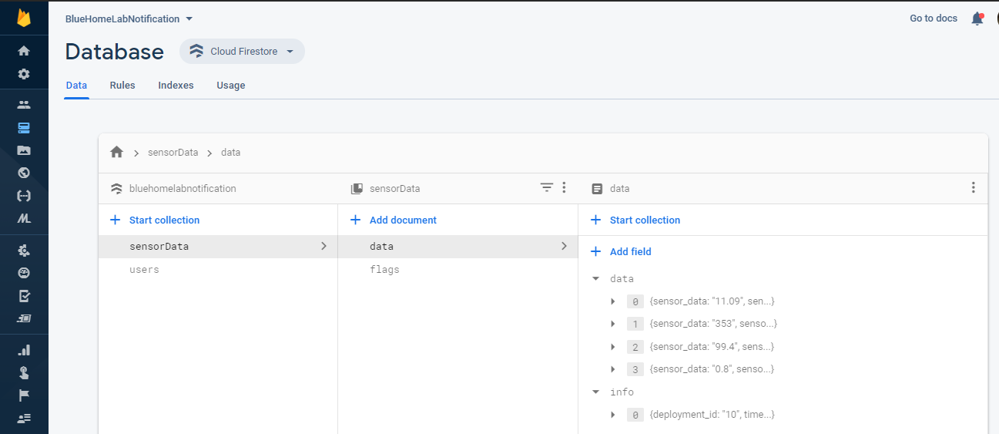 BlueHomeLabNotification
Go to docs
Database
Cloud Firestore
Data Rules Indexes Usage
sensorData data
bluehomelabnotification
sensorData
data
Start collection
Add document
Start collection
sensorData
data
Add field
users
flags
data
0 {sensor_data: "11.09", sen...}
1 {sensor_data: "353", senso...}
2 {sensor_data: "99.4", sens...}
3 {sensor_data: "0.8", senso...}
info
0 {deployment_id: "10", time...}